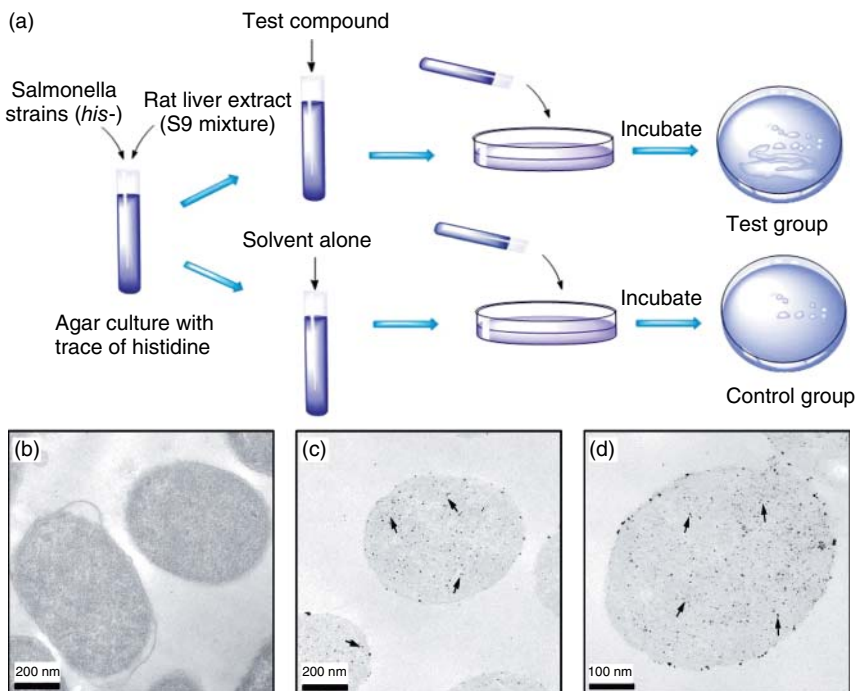 (a)
Test compound
Salmonella
strains (his-)
Rat liver extract
(S9 mixture)
Incubate
Test group
Solvent alone
Incubate
Agar culture with
trace of histidine
Control group
(b)
(c)
(d)
200 nm
200 nm
100 nm